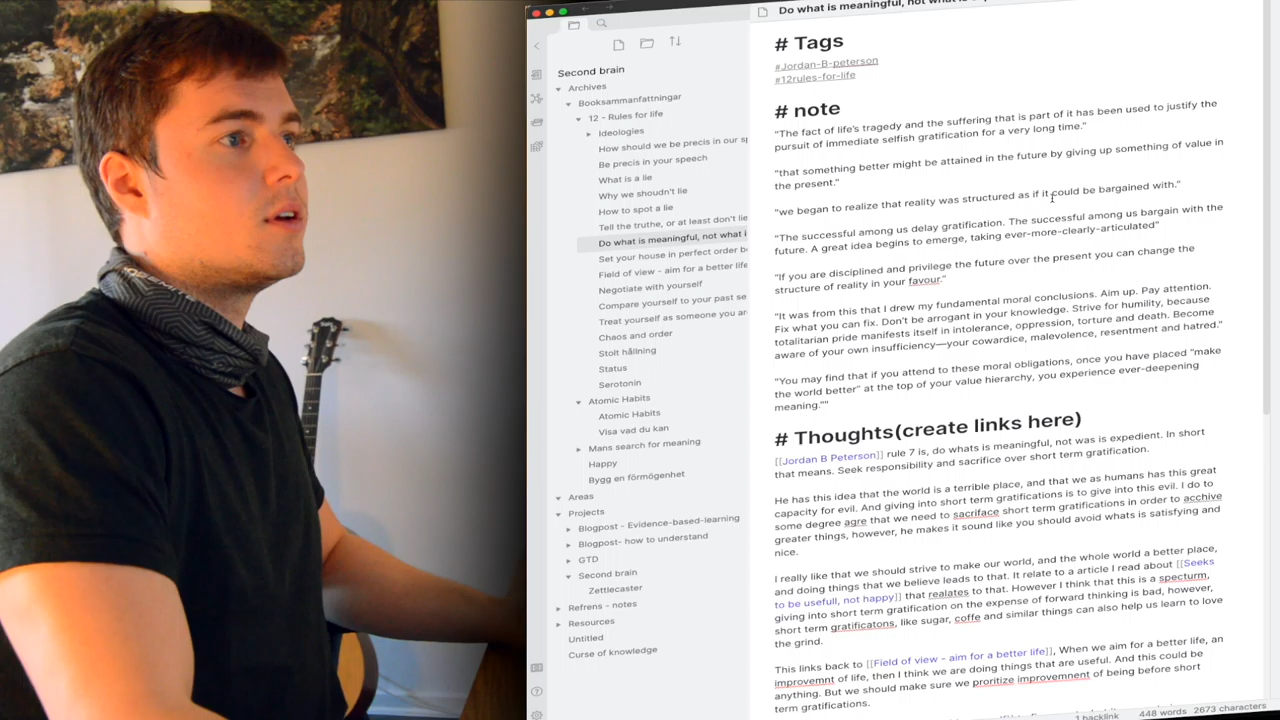 Do what is meaningful, not what is
Second brain
Archives
Booksammanfattningar
12 - Rules for life
Ideologies
How should we be precis in our sp
Be precis in your speech
What is a lie
Why we shoudn't lie
How to spot a lie
Tell the truthe, or at least don't lie
Do what is meaningful, not what i
Set your house in perfect order be
Field of view - aim for a better life
Negotiate with yourself
Compare yourself to your past se
Treat yourself as someone you are
Chaos and order
Stolt hållning
Status
Serotonin
Atomic Habits
Atomic Habits
Visa vad du kan
Mans search for meaning
Happy
Bygg en förmögenhet
Areas
Projects
Blogpost - Evidence-based-learning
Blogpost- how to understand
GTD
Second brain
Zettlecaster
Refrens - notes
Resources
Untitled
Curse of knowledge
# Tags
#Jordan-B-peterson
#12rules-for-life
# note
"The fact of life's tragedy and the suffering that is part of it has been used to justify the
pursuit of immediate selfish gratification for a very long time."
"that something better might be attained in the future by giving up something of value in
the present."
"we began to realize that reality was structured as if it could be bargained with."
"The successful among us delay gratification. The successful among us bargain with the
future. A great idea begins to emerge, taking ever-more-clearly-articulated"
"If you are disciplined and privilege the future over the present you can change the
structure of reality in your favour."
"It was from this that I drew my fundamental moral conclusions. Aim up. Pay attention.
Fix what you can fix. Don't be arrogant in your knowledge. Strive for humility, because
totalitarian pride manifests itself in intolerance, oppression, torture and death. Become
aware of your own insufficiency—your cowardice, malevolence, resentment and hatred."
"You may find that if you attend to these moral obligations, once you have placed "make
the world better" at the top of your value hierarchy, you experience ever-deepening
meaning.""
# Thoughts(create links here)
[[Jordan B Peterson]] rule 7 is, do whats is meaningful, not was is expedient. In short
that means. Seek responsibility and sacrifice over short term gratification.
He has this idea that the world is a terrible place, and that we as humans has this great
capacity for evil. And giving into short term gratifications is to give into this evil. I do to
some degree agre that we need to sacriface short term gratifications in order to acchive
greater things, however, he makes it sound like you should avoid whats is satisfying and
nice.
I really like that we should strive to make our world, and the whole world a better place,
and doing things that we believe leads to that. It relate to a article I read about [[Seeks
to be usefull, not happy]] that realates to that. However I think that this is a specturm,
giving into short term gratification on the expense of forward thinking is bad, however,
short term gratificatons, like sugar, coffe and similar things can also help us learn to love
the grind.
This links back to [[Field of view - aim for a better life]], When we aim for a better life, an
improvemnt of life, then I think we are doing things that are useful. And this could be
anything. But we should make sure we proritize improvemnent of being before short
term gratifications.
1 backlink
448 words
2673 characters